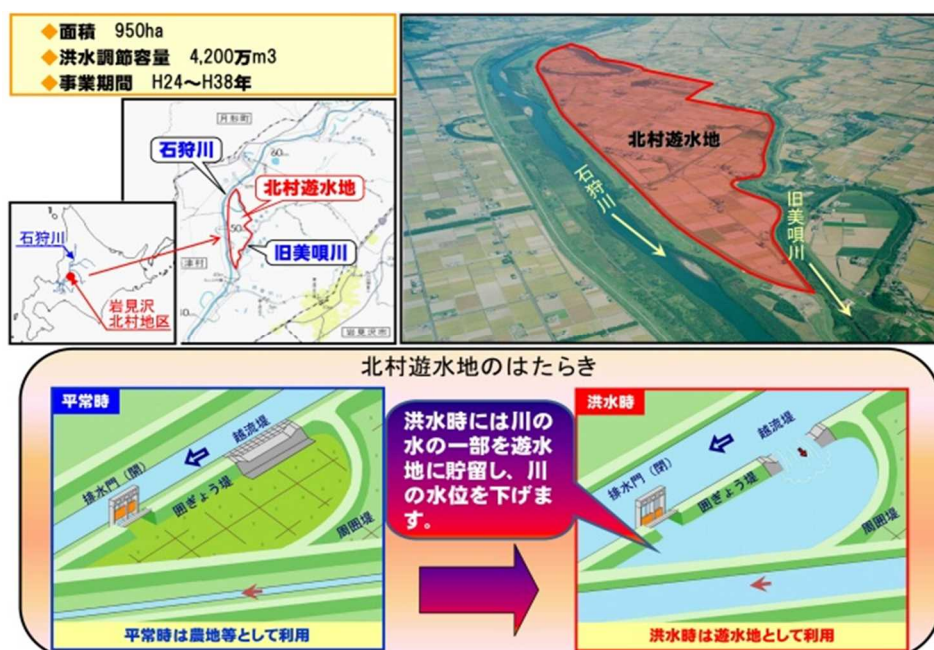 ◆面積 950ha
◆洪水調節容量 4,200万m3
◆事業期間 H24～H38年
月形町
石狩川
北村遊水地
旧美唄川
岩見沢市
石狩川
岩見沢
北村地区
北村遊水地
石狩川
旧美唄川
北村遊水地のはたらき
平常時
越流堤
排水門（開）
囲ぎょう堤
周囲堤
平常時は農地等として利用
洪水時には川の
水の一部を遊水
地に貯留し、川
の水位を下げま
す。
洪水時
越流堤
排水門（閉）
囲ぎょう堤
周囲堤
洪水時は遊水地として利用